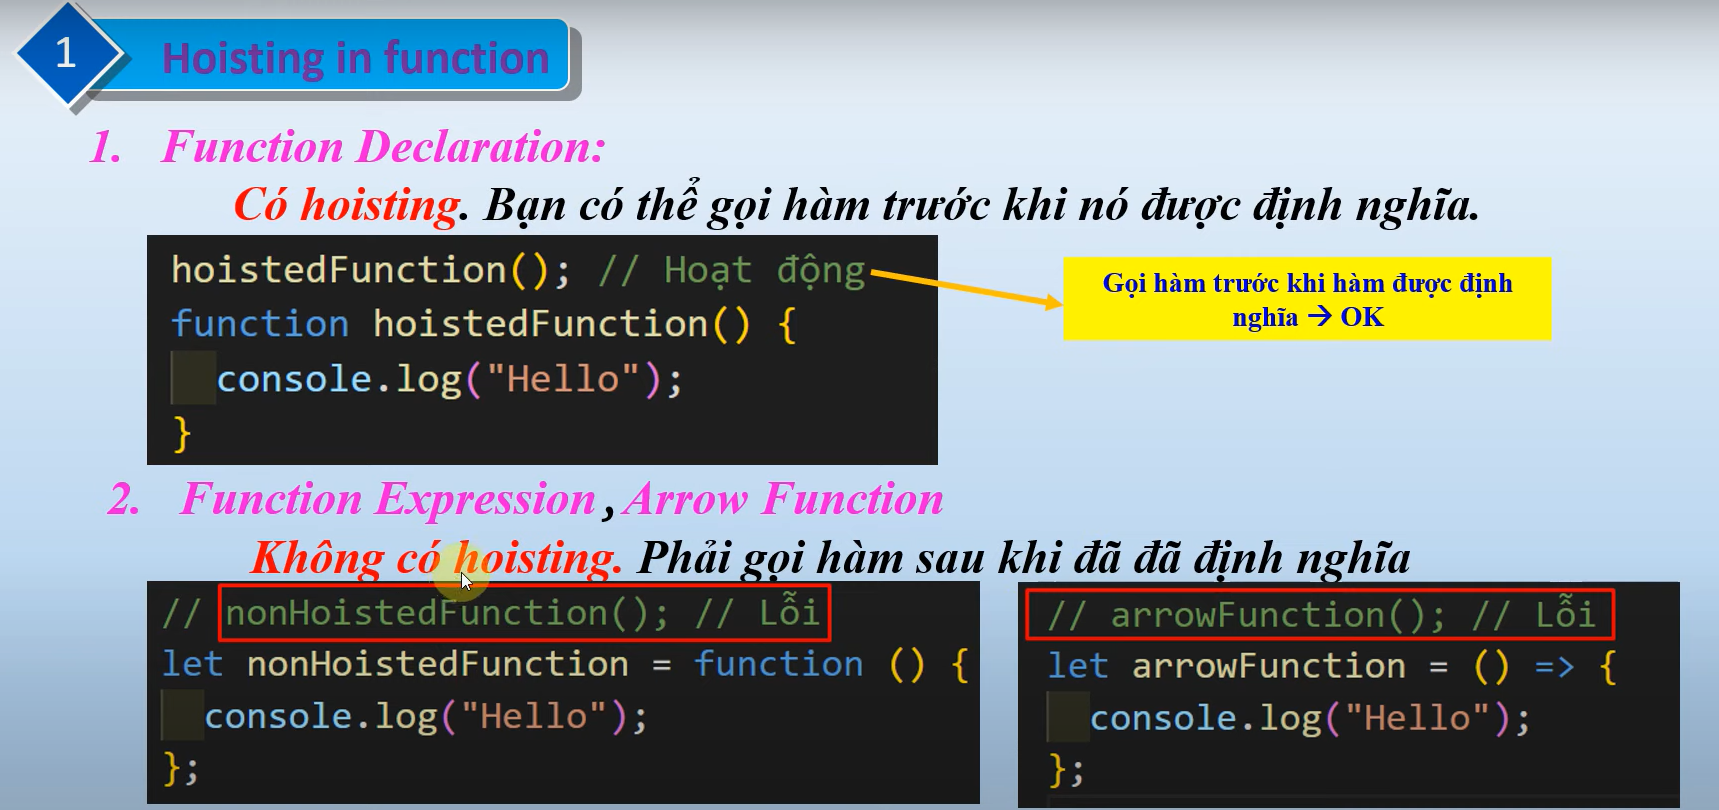 1
Hoisting in function
1. Function Declaration:
Có hoisting. Bạn có thể gọi hàm trước khi nó được định nghĩa.
hoistedFunction(); // Hoạt động
function hoistedFunction() {
console.log("Hello");
}
Gọi hàm trước khi hàm được định
nghĩa → OK
2. Function Expression , Arrow Function
Không có hoisting. Phải gọi hàm sau khi đã đã định nghĩa
// nonHoistedFunction(); // Lỗi
let nonHoistedFunction = function () {
console.log("Hello");
};
// arrowFunction(); // Lỗi
let arrowFunction = () => {
console.log("Hello");
};